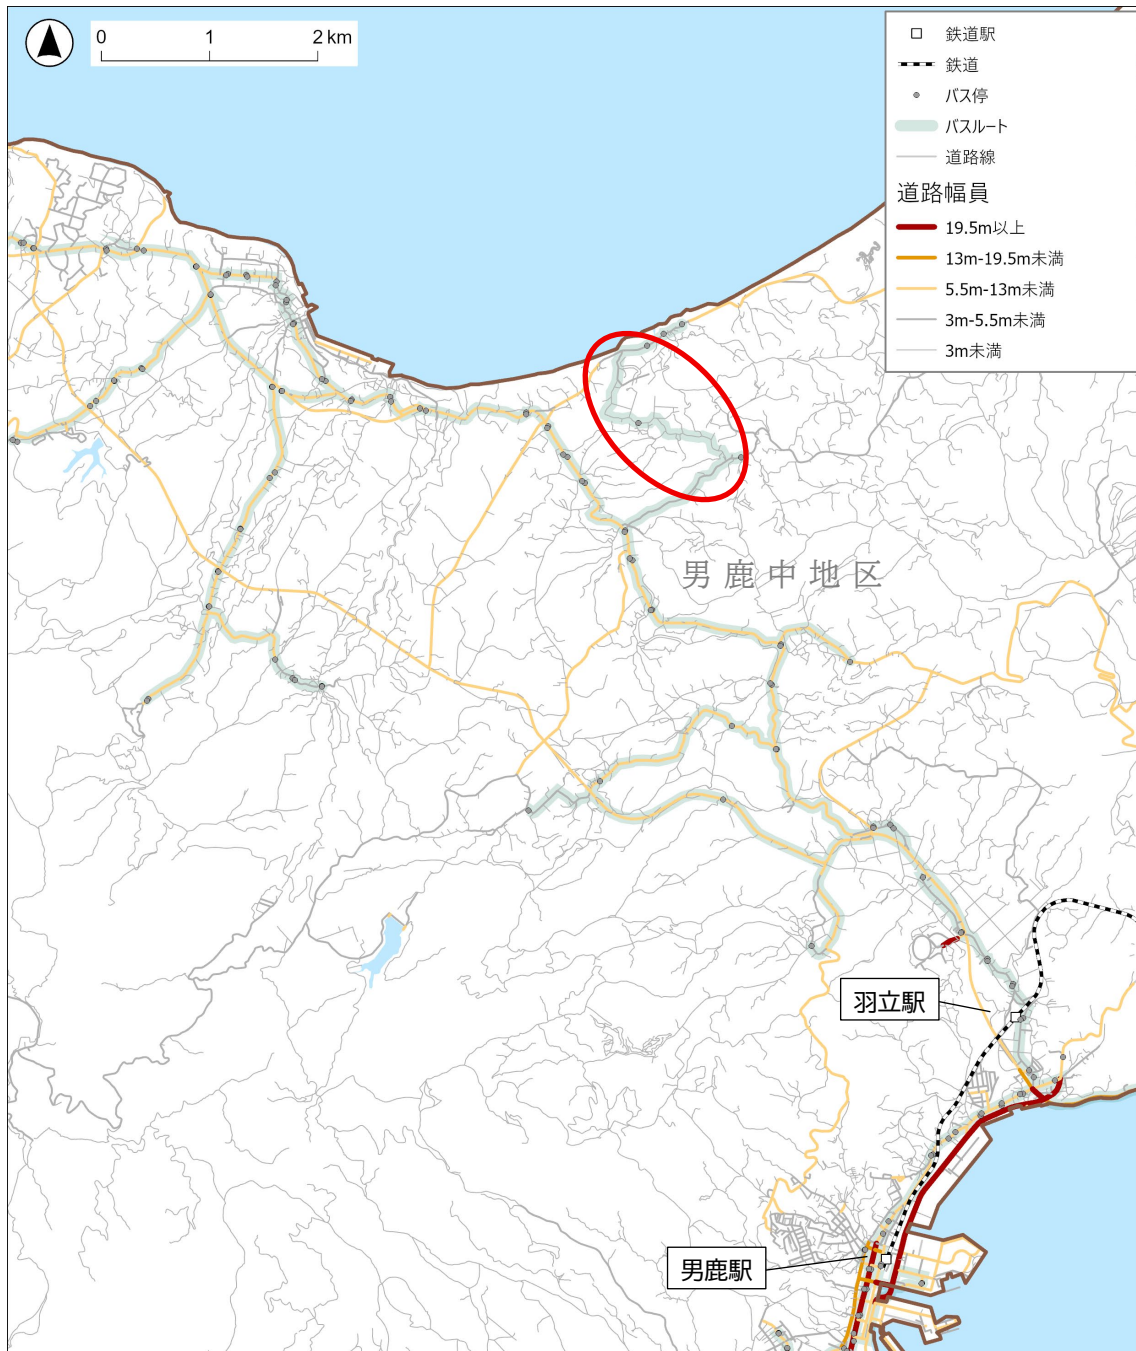 0 1 2 km
鉄道駅
鉄道
バス停
バスルート
道路線
道路幅員
19.5m以上
13m-19.5m未満
5.5m-13m未満
3m-5.5m未満
3m未満
男鹿中地区
羽立駅
男鹿駅